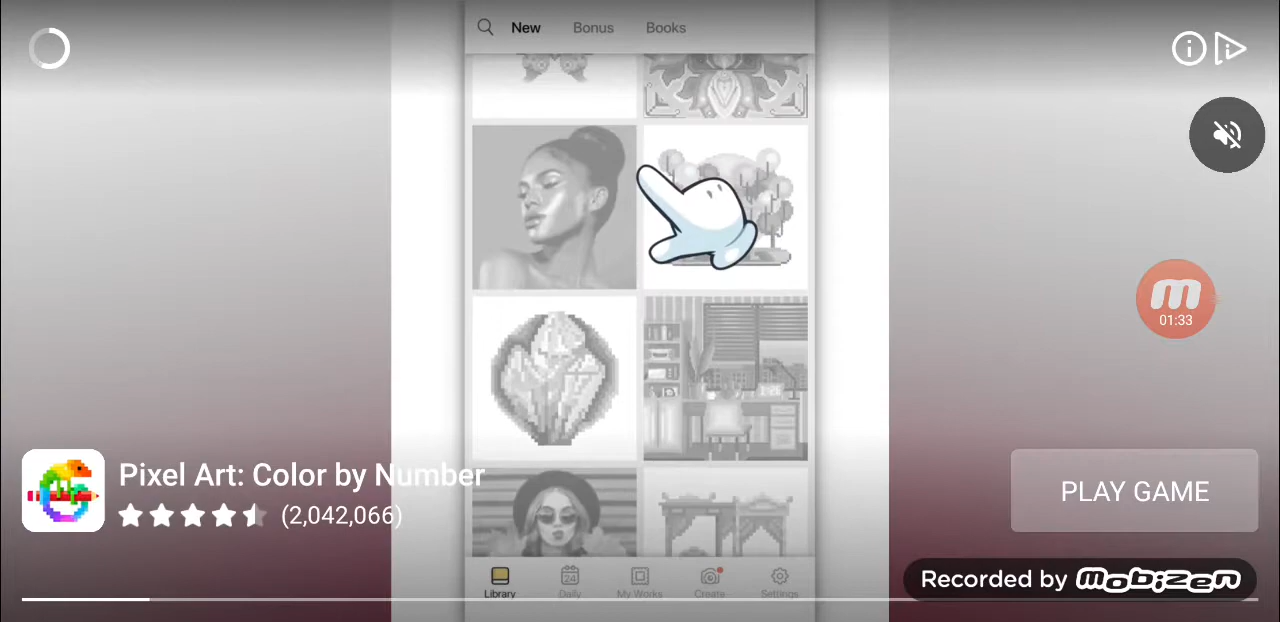 New Bonus Books
01:33
Pixel Art: Color by Number
(2,042,066)
PLAY GAME
24
Library Daily My Works Create Settings
Recorded by mobizen